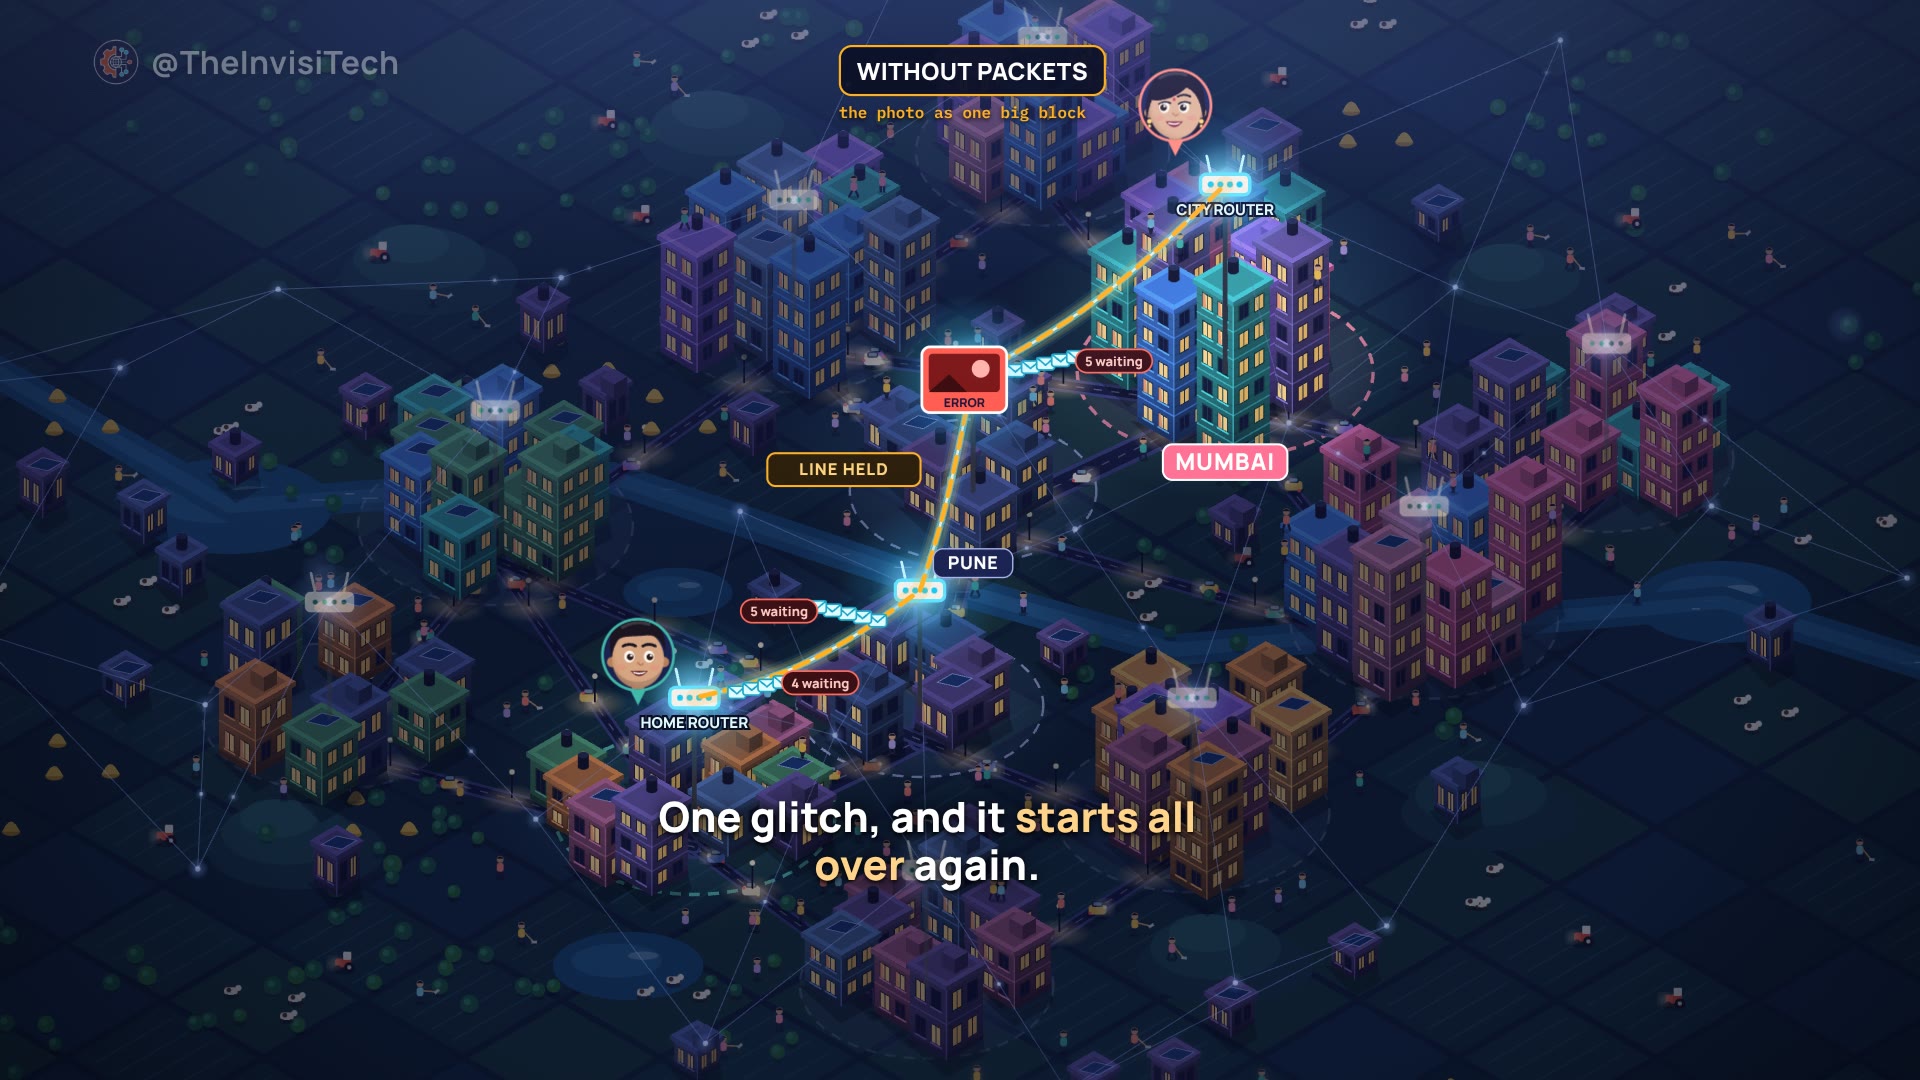 @TheInvisiTech
WITHOUT PACKETS
the photo as one big block
CITY ROUTER
5 waiting
ERROR
MUMBAI
LINE HELD
PUNE
5 waiting
4 waiting
HOME ROUTER
One glitch, and it starts all
over again.